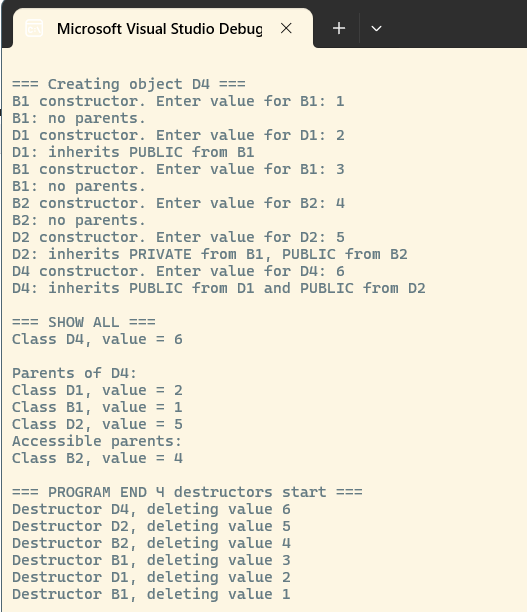 Microsoft Visual Studio Debug
=== Creating object D4 ===
B1 constructor. Enter value for B1: 1
B1: no parents.
D1 constructor. Enter value for D1: 2
D1: inherits PUBLIC from B1
B1 constructor. Enter value for B1: 3
B1: no parents.
B2 constructor. Enter value for B2: 4
B2: no parents.
D2 constructor. Enter value for D2: 5
D2: inherits PRIVATE from B1, PUBLIC from B2
D4 constructor. Enter value for D4: 6
D4: inherits PUBLIC from D1 and PUBLIC from D2
=== SHOW ALL ===
Class D4, value = 6
Parents of D4:
Class D1, value = 2
Class B1, value = 1
Class D2, value = 5
Accessible parents:
Class B2, value = 4
=== PROGRAM END 4 destructors start ===
Destructor D4, deleting value 6
Destructor D2, deleting value 5
Destructor B2, deleting value 4
Destructor B1, deleting value 3
Destructor D1, deleting value 2
Destructor B1, deleting value 1